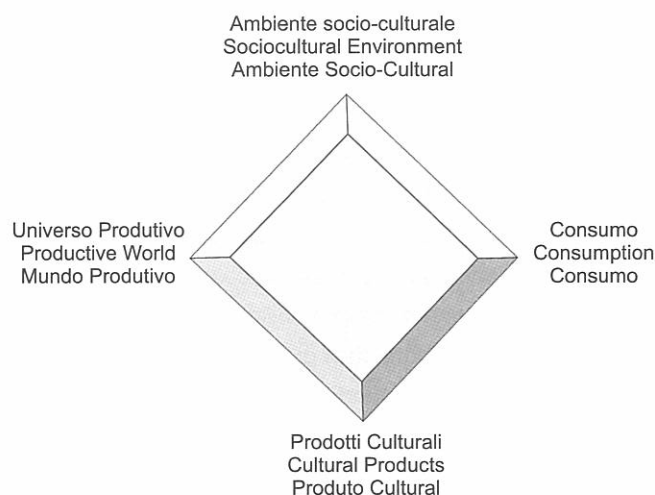 Ambiente socio-culturale
Sociocultural Environment
Ambiente Socio-Cultural
Universo Produtivo
Productive World
Mundo Produtivo
Consumo
Consumption
Consumo
Prodotti Culturali
Cultural Products
Produto Cultural